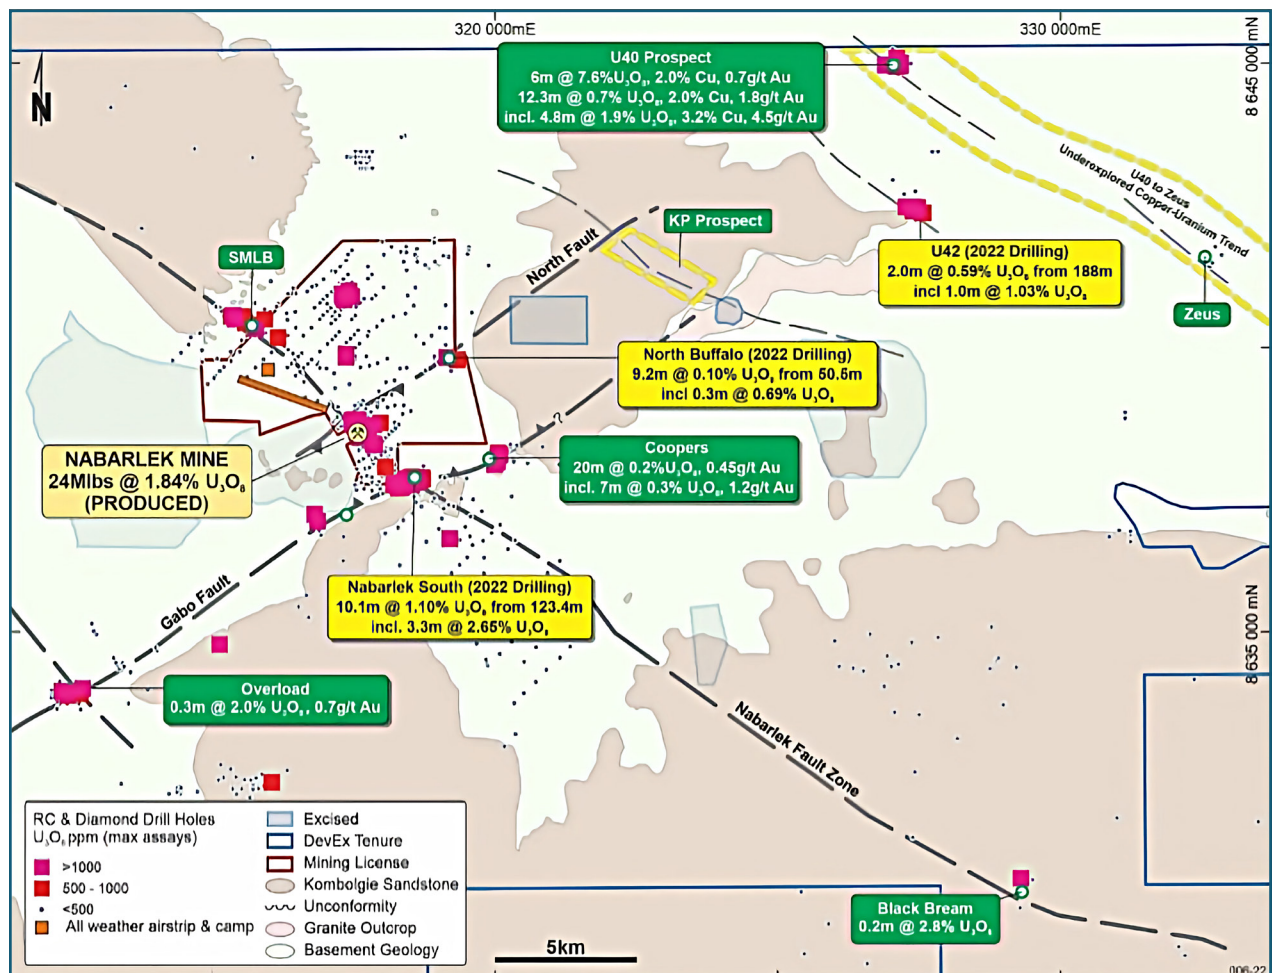 320 000mE
330 000mE
8 645 000 mN
8 635 000 mN
N
U40 Prospect
6m @ 7.6%U₃O₈, 2.0% Cu, 0.7g/t Au
12.3m @ 0.7% U₃O₈, 2.0% Cu, 1.8g/t Au
incl. 4.8m @ 1.9% U₃O₈, 3.2% Cu, 4.5g/t Au
U40 to Zeus
Underexplored Copper-Uranium Trend
KP Prospect
North Fault
SMLB
U42 (2022 Drilling)
2.0m @ 0.59% U₃O₈ from 188m
incl 1.0m @ 1.03% U₃O₈
Zeus
North Buffalo (2022 Drilling)
9.2m @ 0.10% U₃O₈ from 50.5m
incl 0.3m @ 0.69% U₃O₈
NABARLEK MINE
24Mlbs @ 1.84% U₃O₈
(PRODUCED)
Coopers
20m @ 0.2%U₃O₈, 0.45g/t Au
incl. 7m @ 0.3% U₃O₈, 1.2g/t Au
?
Gabo Fault
Nabarlek South (2022 Drilling)
10.1m @ 1.10% U₃O₈ from 123.4m
incl. 3.3m @ 2.65% U₃O₈
Overload
0.3m @ 2.0% U₃O₈, 0.7g/t Au
Nabarlek Fault Zone
Black Bream
0.2m @ 2.8% U₃O₈
RC & Diamond Drill Holes
U₃O₈ ppm (max assays)
>1000
500 - 1000
<500
All weather airstrip & camp
Excised
DevEx Tenure
Mining License
Kombolgie Sandstone
Unconformity
Granite Outcrop
Basement Geology
5km
006-22